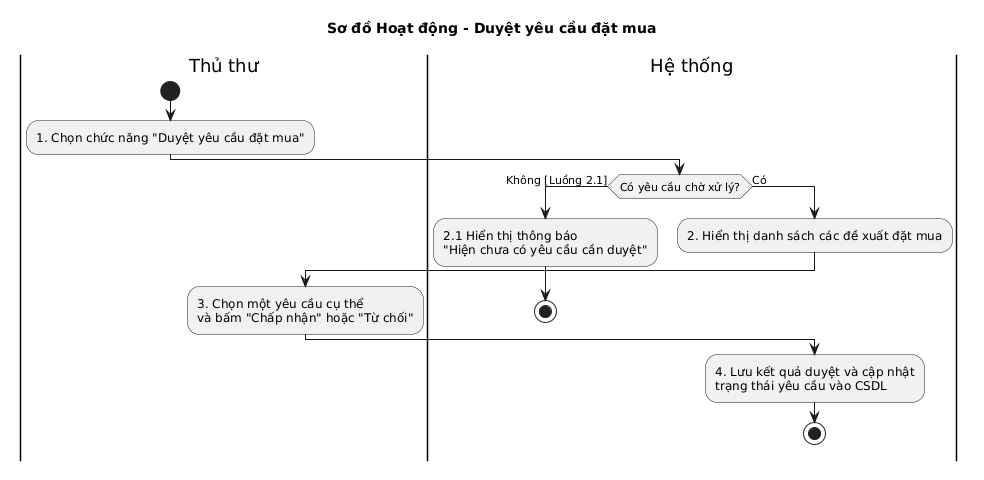 Sơ đồ Hoạt động - Duyệt yêu cầu đặt mua
Thủ thư
Hệ thống
1. Chọn chức năng "Duyệt yêu cầu đặt mua"
Không [Luồng 2.1]
Có yêu cầu chờ xử lý?
Có
2.1 Hiển thị thông báo
"Hiện chưa có yêu cầu cần duyệt"
2. Hiển thị danh sách các đề xuất đặt mua
3. Chọn một yêu cầu cụ thể
và bấm "Chấp nhận" hoặc "Từ chối"
4. Lưu kết quả duyệt và cập nhật
trạng thái yêu cầu vào CSDL